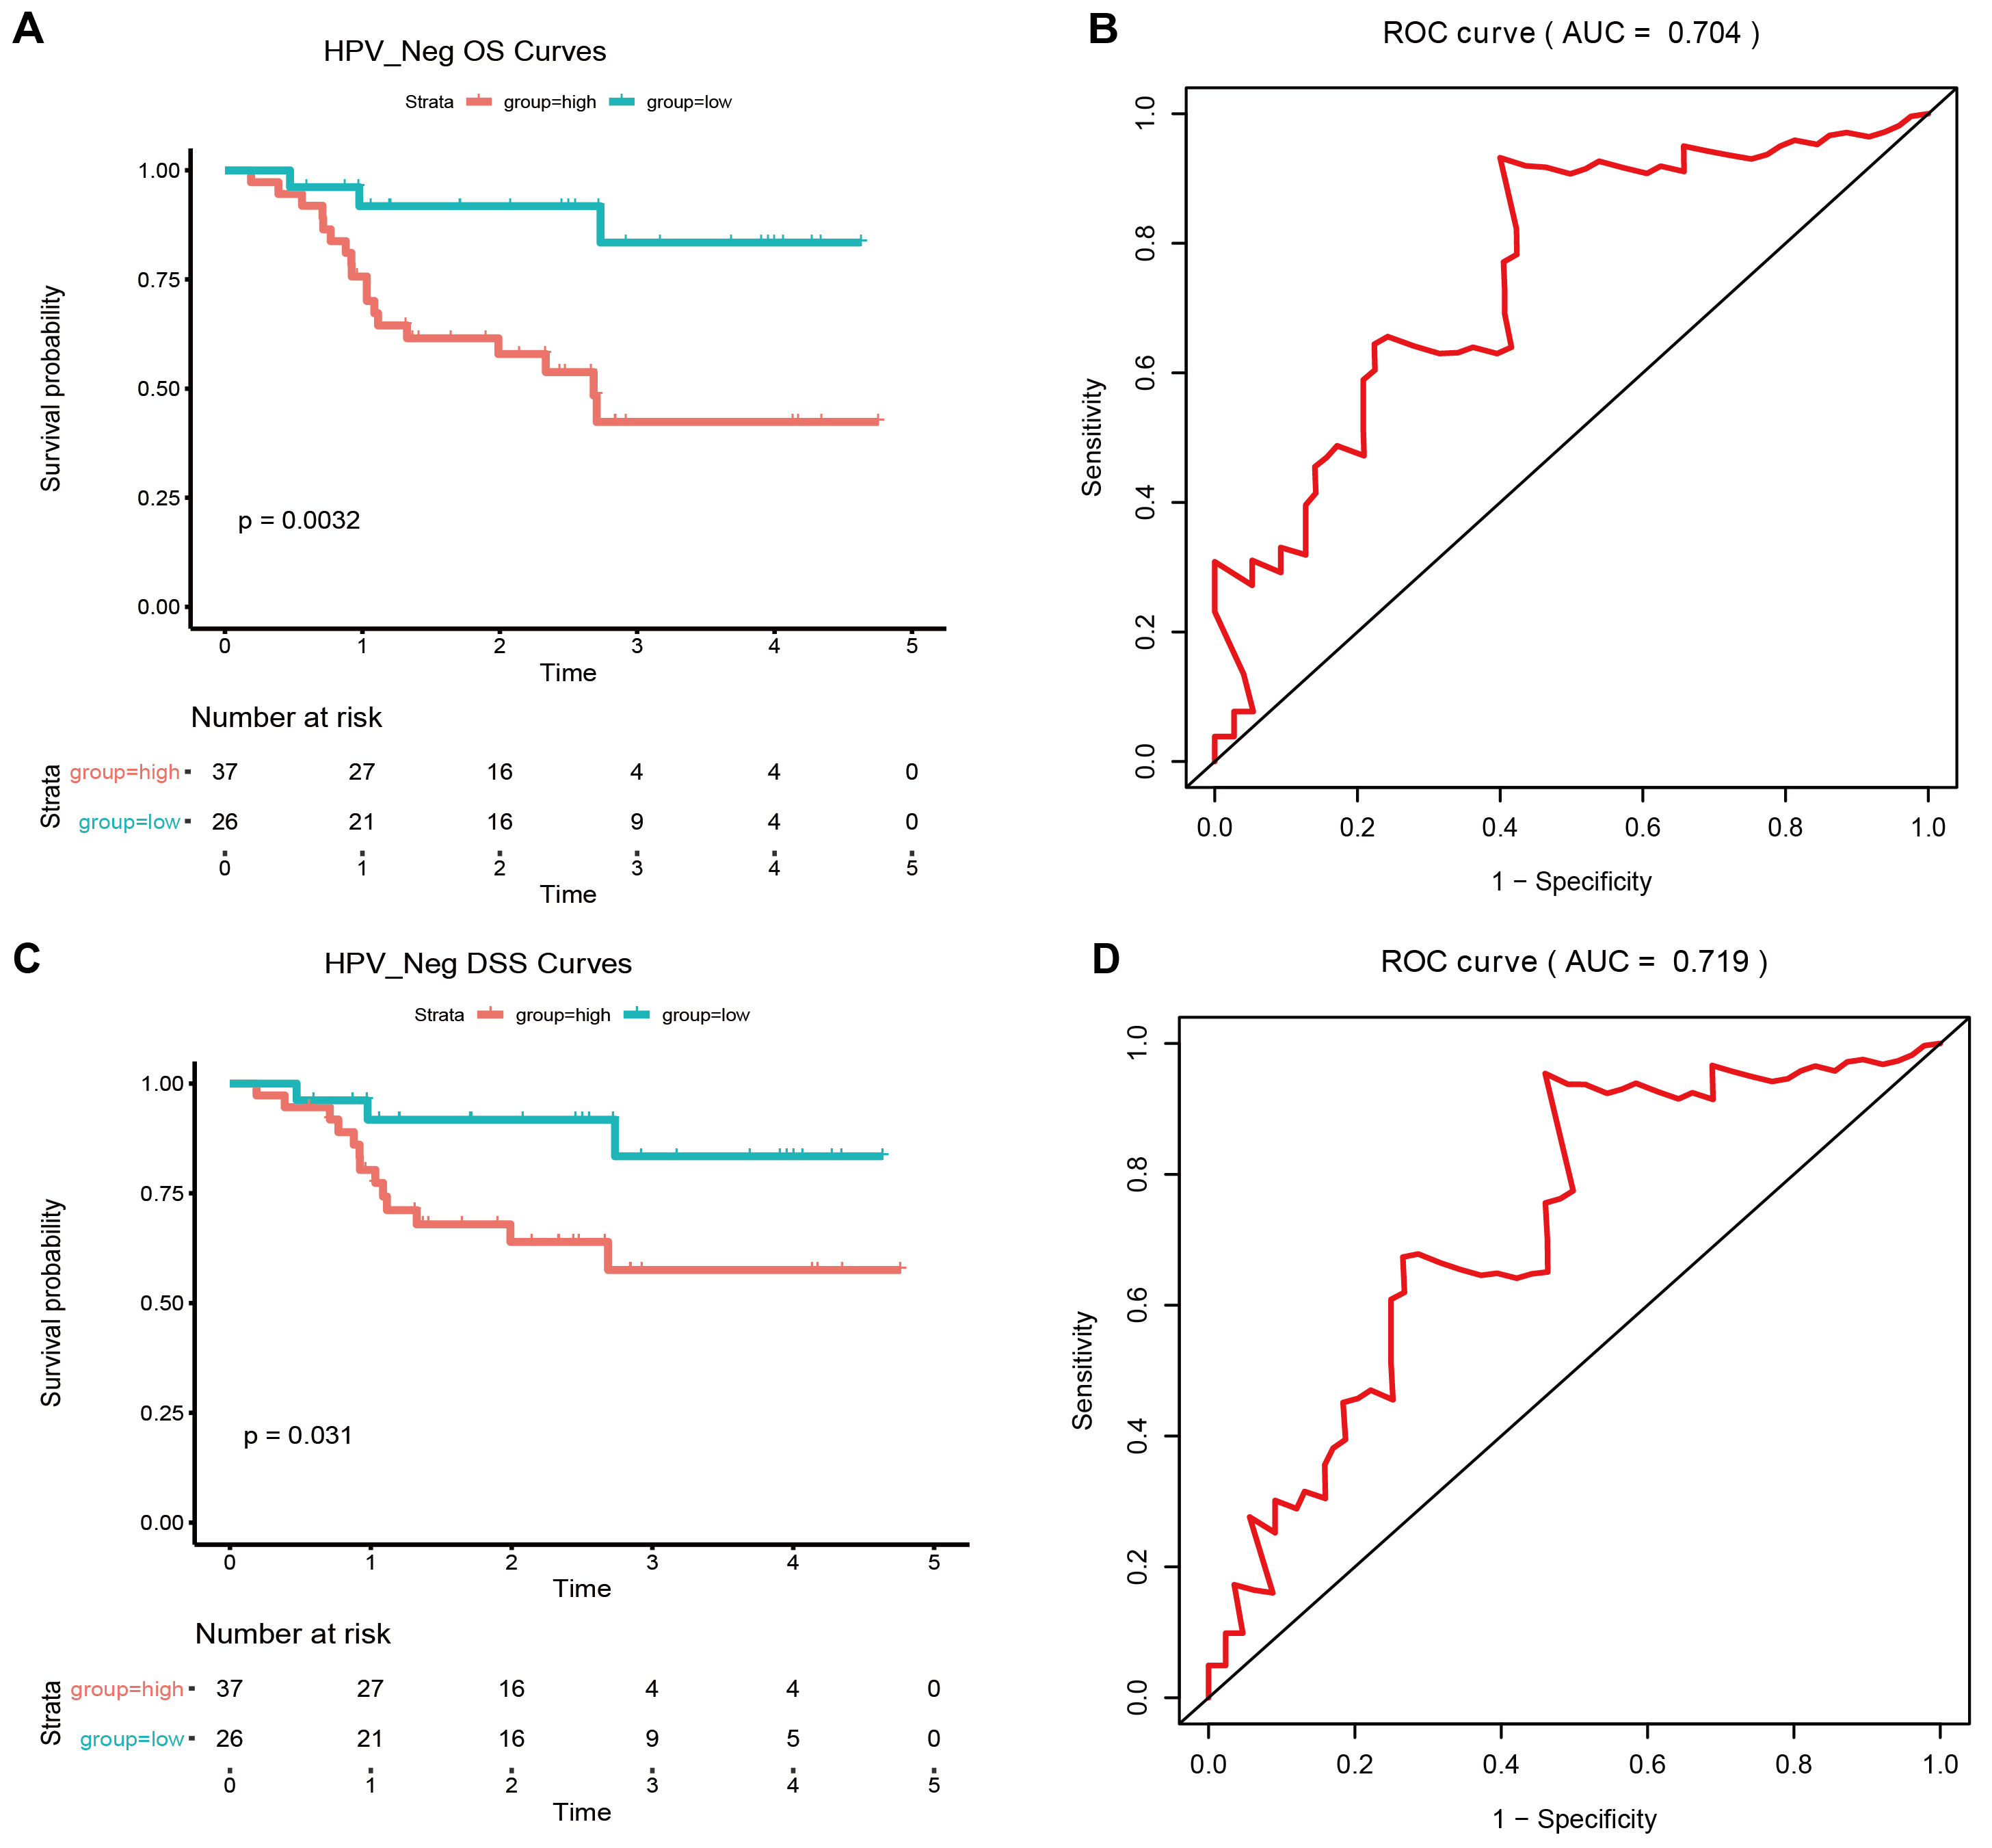 A
HPV_Neg OS Curves
Strata group=high group=low
Survival probability
1.00
0.75
0.50
0.25
0.00
p = 0.0032
0 1 2 3 4 5
Time
Number at risk
Strata
group=high 37 27 16 4 4 0
group=low 26 21 16 9 4 0
0 1 2 3 4 5
Time
B
ROC curve ( AUC = 0.704 )
Sensitivity
1.0
0.8
0.6
0.4
0.2
0.0
0.0 0.2 0.4 0.6 0.8 1.0
1 − Specificity
C
HPV_Neg DSS Curves
Strata group=high group=low
Survival probability
1.00
0.75
0.50
0.25
0.00
p = 0.031
0 1 2 3 4 5
Time
Number at risk
Strata
group=high 37 27 16 4 4 0
group=low 26 21 16 9 5 0
0 1 2 3 4 5
Time
D
ROC curve ( AUC = 0.719 )
Sensitivity
1.0
0.8
0.6
0.4
0.2
0.0
0.0 0.2 0.4 0.6 0.8 1.0
1 − Specificity